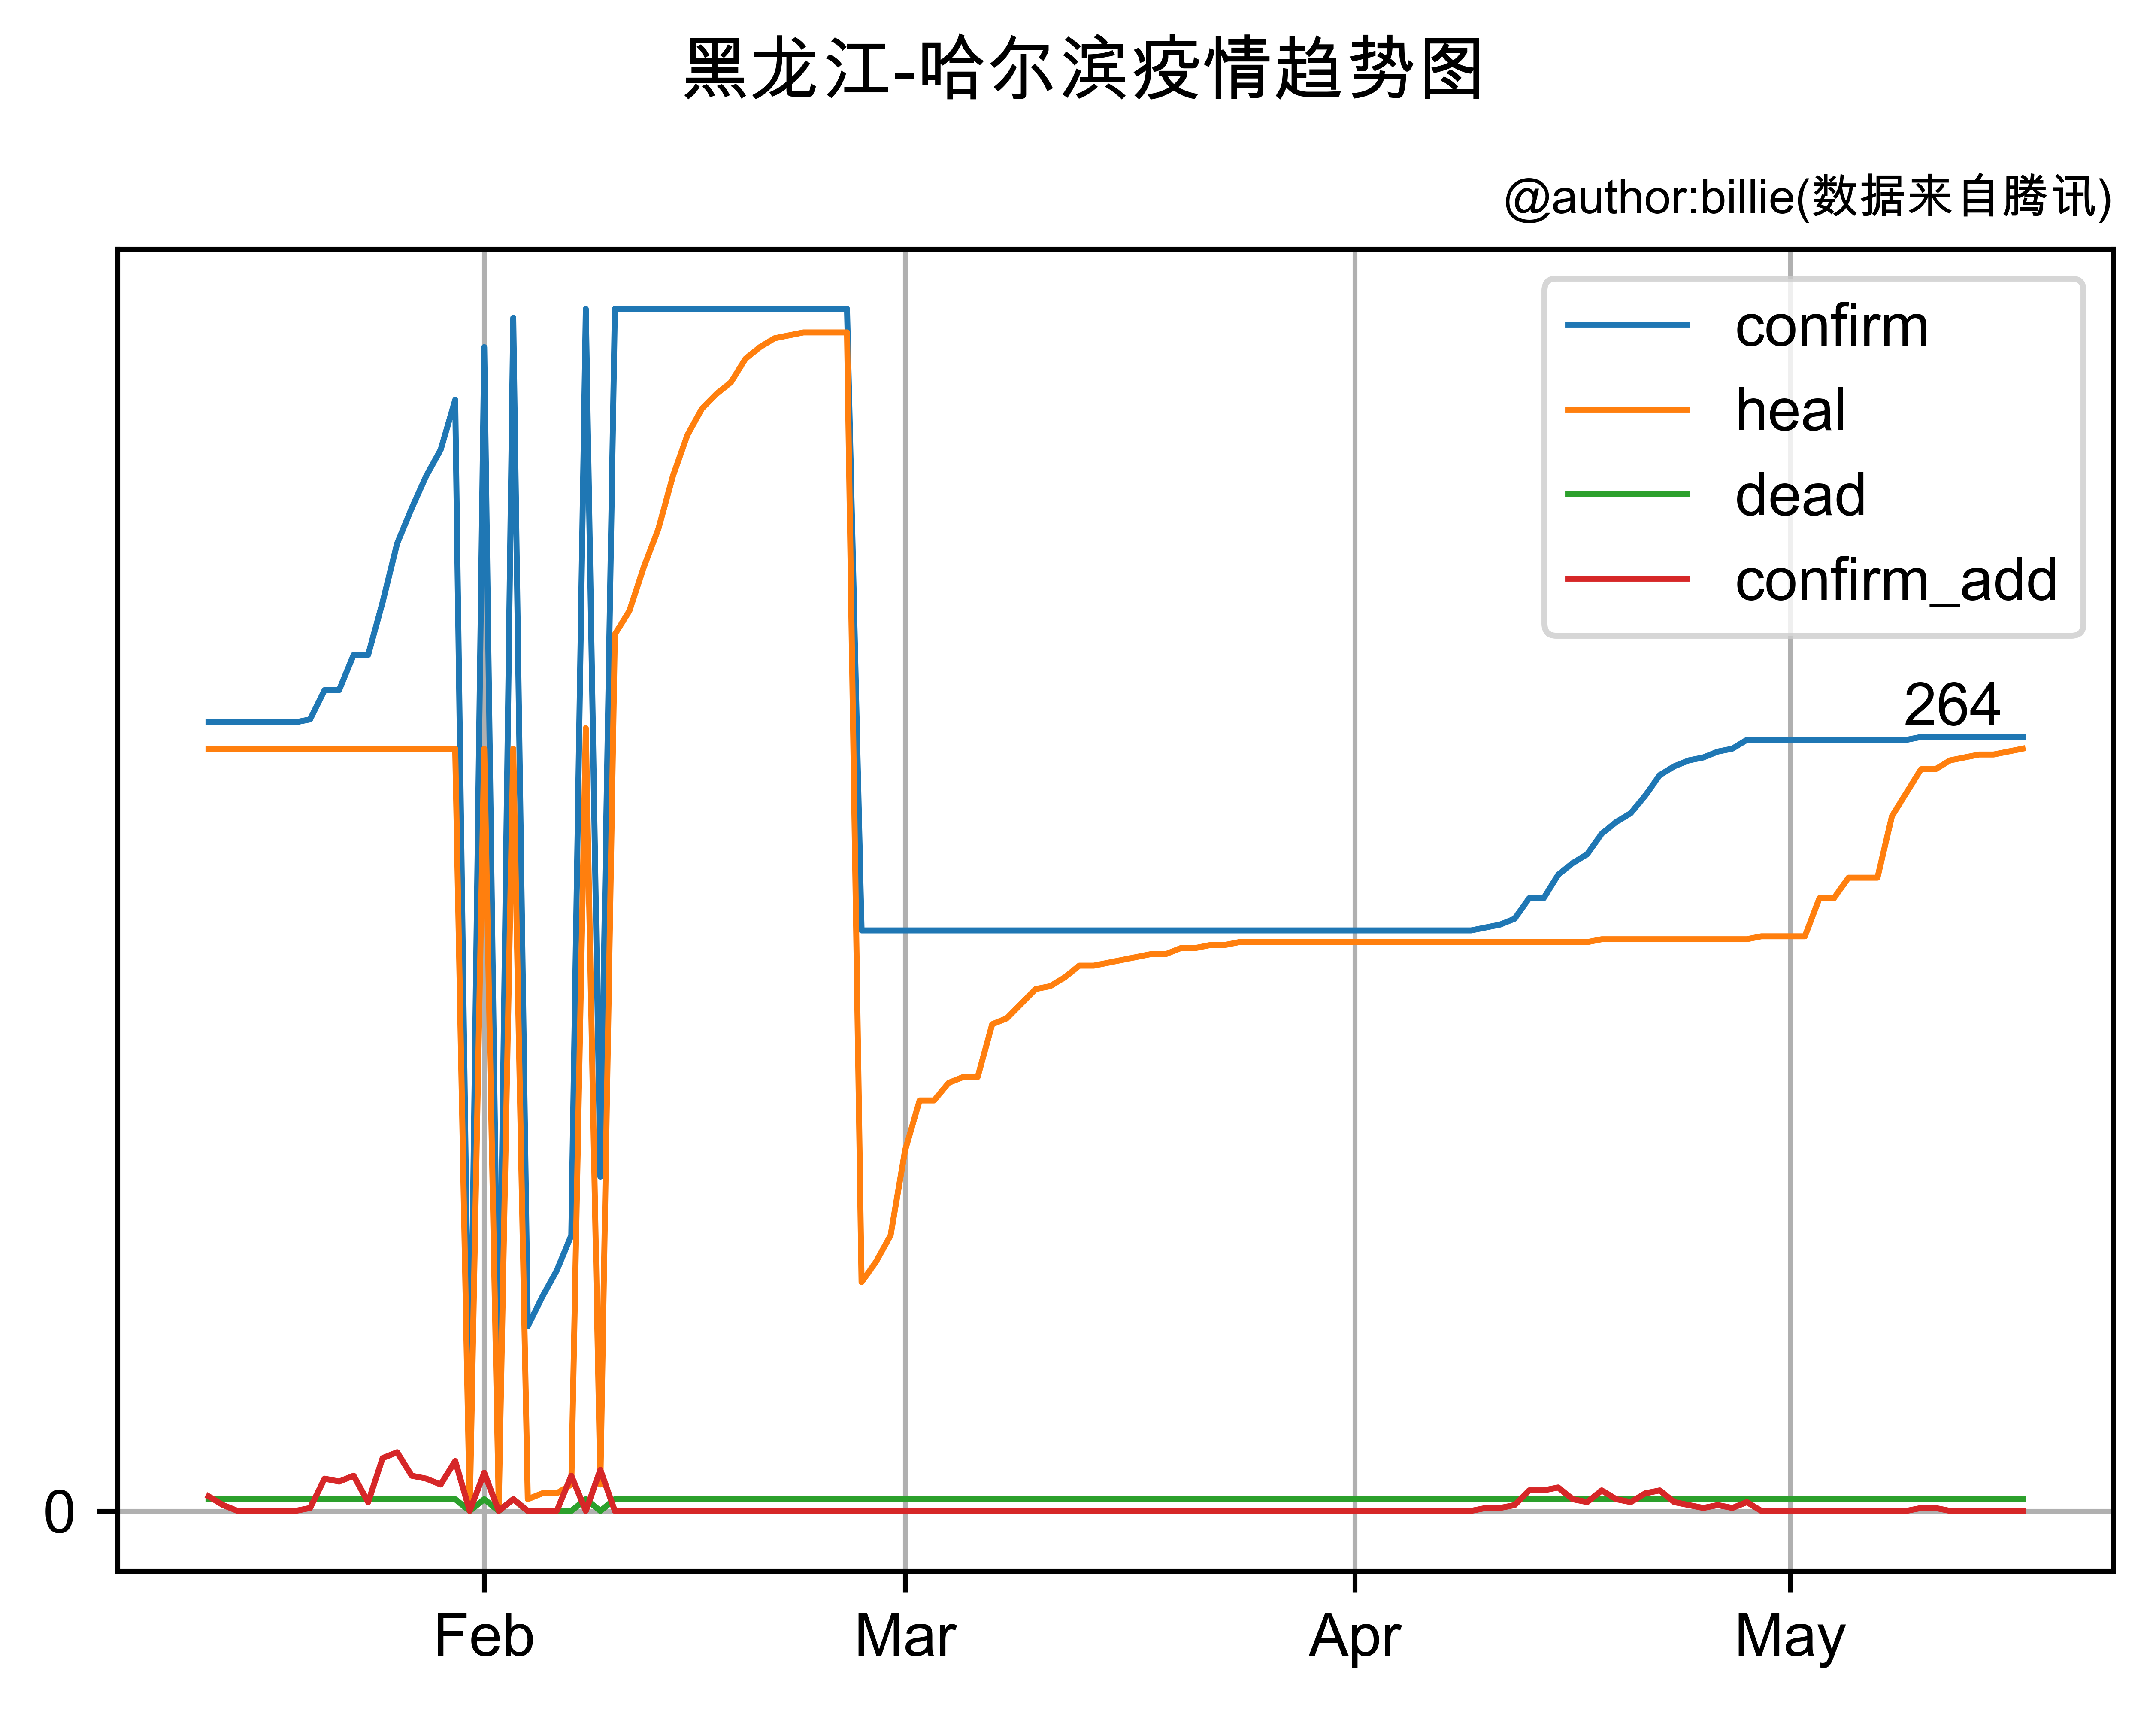 黑龙江-哈尔滨疫情趋势图
@author:billie(数据来自腾讯)
confirm
heal
dead
confirm_add
264
0
Feb Mar Apr May